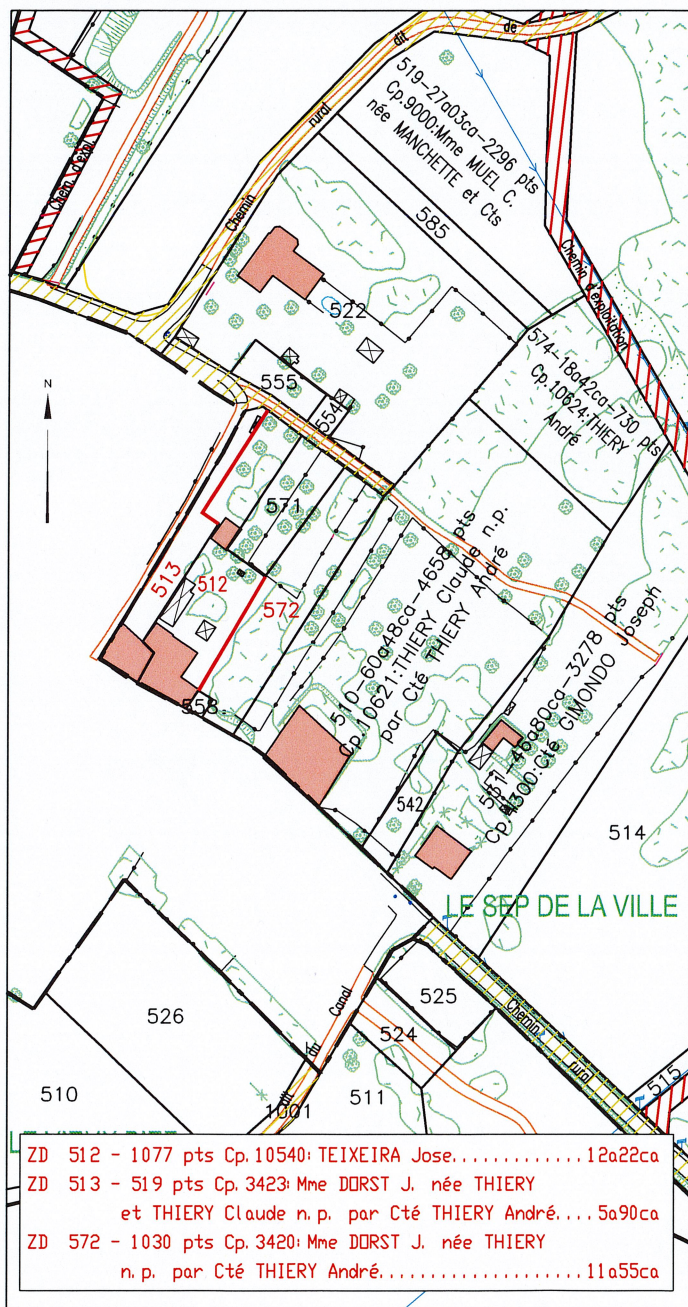 dit
de
519-27a03ca-2296 pts
Cp.9000:Mme MUEL C.
née MANCHETTE et Cts
rural
Chem. d'expl.
Chemin
585
Chemin d'exploitation
522
574-18a42ca-730 pts
Cp.10624:THIERY
André
N
555
554
571
513
512
572
510-60a48ca-4658 pts
Cp.10621:THIERY Claude n.p.
par Cté THIERY André
558
Cp.4300:Cté GIMONDO Joseph
542
514
LE SEP DE LA VILLE
526
Canal
525
524
Chemin
rural
du
dit
510
1001
511
515
ZD 512 - 1077 pts Cp.10540: TEIXEIRA Jose.............12a22ca
ZD 513 - 519 pts Cp.3423: Mme DORST J. née THIERY
et THIERY Claude n.p. par Cté THIERY André....5a90ca
ZD 572 - 1030 pts Cp.3420: Mme DORST J. née THIERY
n.p. par Cté THIERY André.....................11a55ca